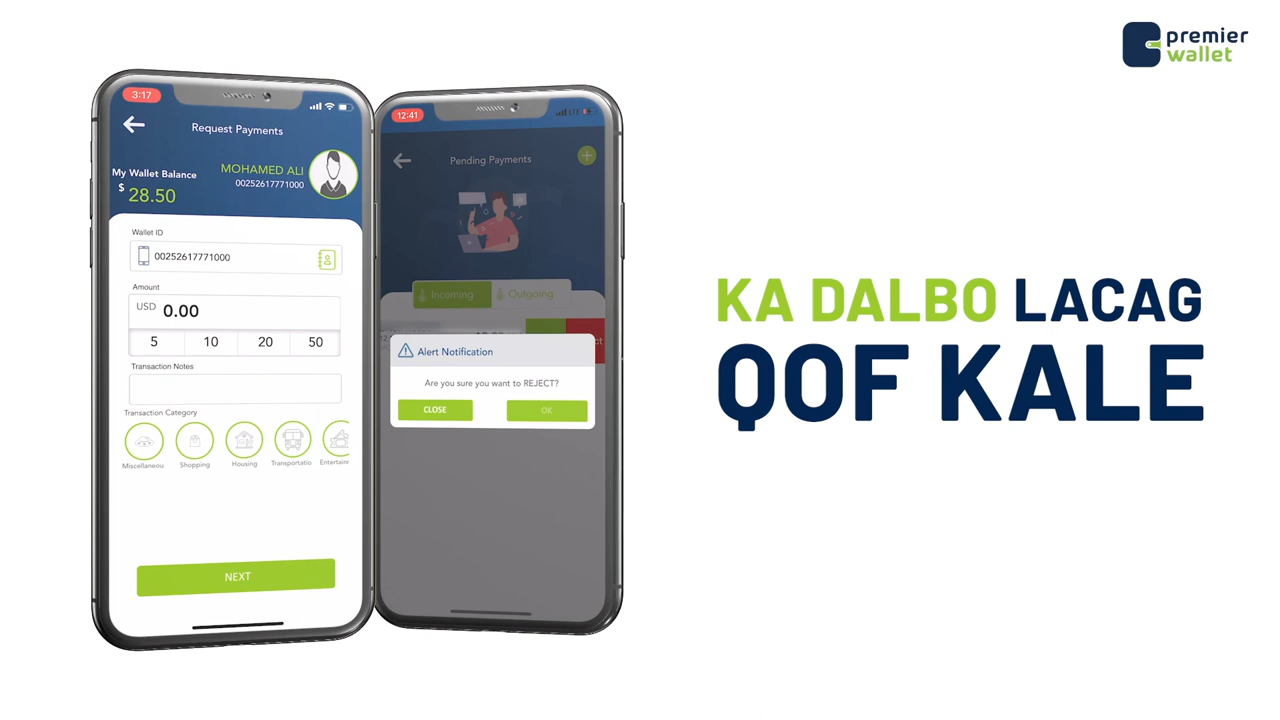 premier
wallet
3:17
Request Payments
My Wallet Balance
MOHAMED ALI
00252617771000
$ 28.50
Wallet ID
00252617771000
Amount
USD 0.00
5 10 20 50
Transaction Notes
Transaction Category
Miscellaneou Shopping Housing Transportatio Entertainn
NEXT
12:41
LTE
Pending Payments
Incoming Outgoing
Alert Notification
Are you sure you want to REJECT?
CLOSE OK
KA DALBO LACAG
QOF KALE